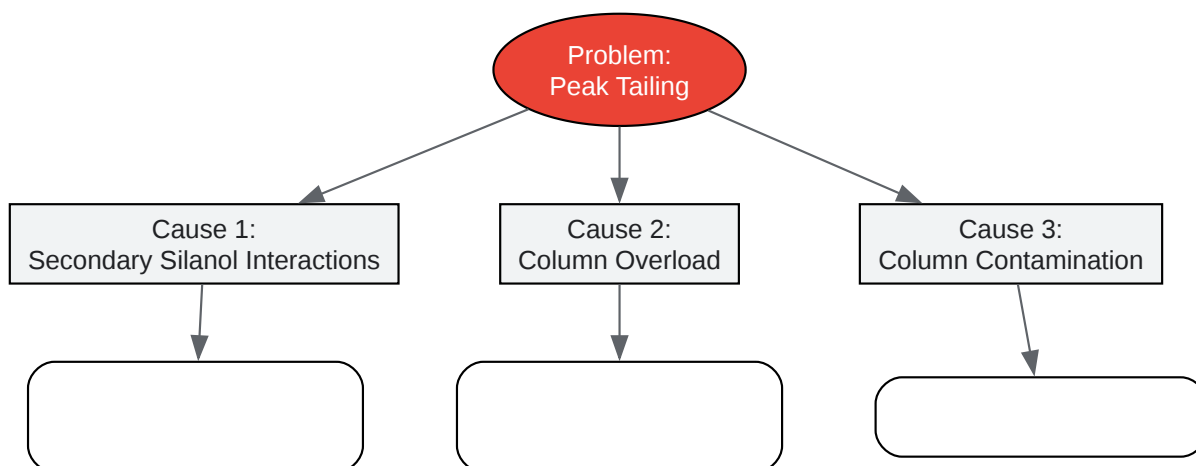 Problem:
Peak Tailing
Cause 1:
Secondary Silanol Interactions
Cause 2:
Column Overload
Cause 3:
Column Contamination